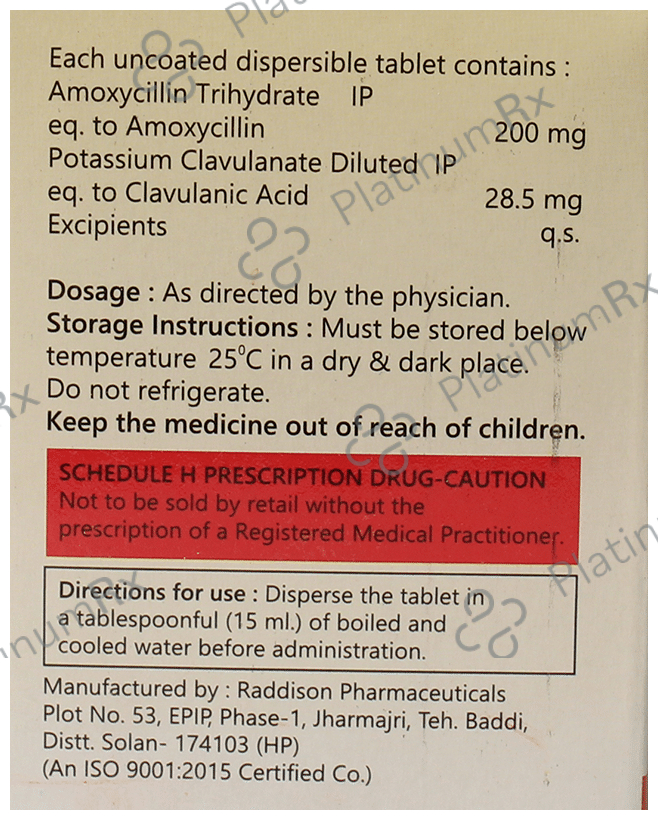 Each uncoated dispersible tablet contains :
Amoxycillin Trihydrate IP
eq. to Amoxycillin 200 mg
Potassium Clavulanate Diluted IP
eq. to Clavulanic Acid 28.5 mg
Excipients q.s.
Dosage : As directed by the physician.
Storage Instructions : Must be stored below
temperature 25⁰C in a dry & dark place.
Do not refrigerate.
Keep the medicine out of reach of children.
SCHEDULE H PRESCRIPTION DRUG-CAUTION
Not to be sold by retail without the
prescription of a Registered Medical Practitioner.
Directions for use : Disperse the tablet in
a tablespoonful (15 ml.) of boiled and
cooled water before administration.
Manufactured by : Raddison Pharmaceuticals
Plot No. 53, EPIP, Phase-1, Jharmajri, Teh. Baddi,
Distt. Solan- 174103 (HP)
(An ISO 9001:2015 Certified Co.)
PlatinumRx
PlatinumRx